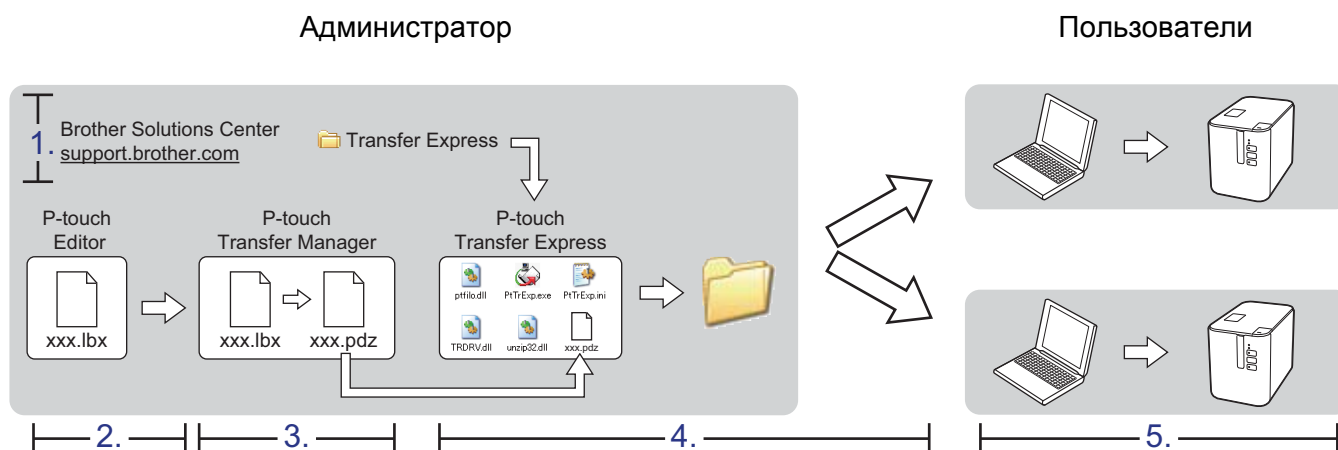 Администратор
Пользователи
1.
Brother Solutions Center
support.brother.com
Transfer Express
P-touch
Editor
xxx.lbx
P-touch
Transfer Manager
xxx.lbx
xxx.pdz
P-touch
Transfer Express
ptfilo.dll
PtTrExp.exe
PtTrExp.ini
TRDRV.dll
unzip32.dll
xxx.pdz
2.
3.
4.
5.